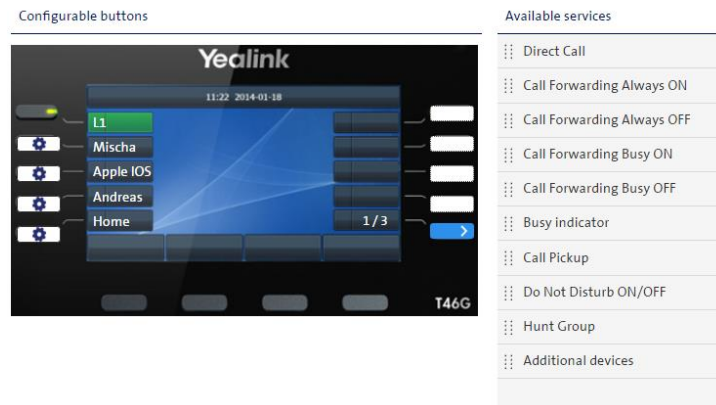 Configurable buttons
Yealink
11:22 2014-01-18
L1
Mischa
Apple IOS
Andreas
Home
1/3
T46G
Available services
Direct Call
Call Forwarding Always ON
Call Forwarding Always OFF
Call Forwarding Busy ON
Call Forwarding Busy OFF
Busy indicator
Call Pickup
Do Not Disturb ON/OFF
Hunt Group
Additional devices